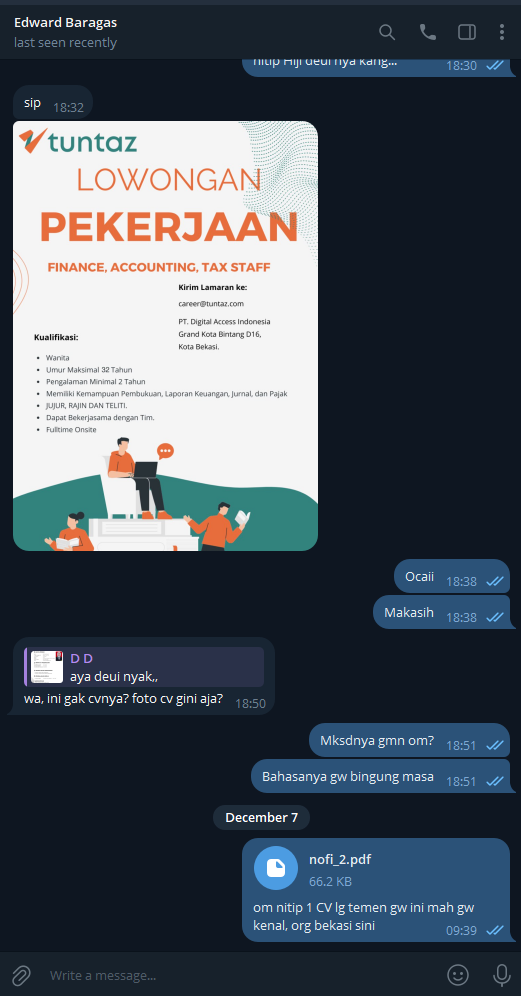 Edward Baragas
last seen recently
nitip Hiji deui nya kang...
18:30
sip
18:32
tuntaz
LOWONGAN
PEKERJAAN
FINANCE, ACCOUNTING, TAX STAFF
Kirim Lamaran ke:
career@tuntaz.com
PT. Digital Access Indonesia
Grand Kota Bintang D16,
Kota Bekasi.
Kualifikasi:
• Wanita
• Umur Maksimal 32 Tahun
• Pengalaman Minimal 2 Tahun
• Memiliki Kemampuan Pembukuan, Laporan Keuangan, Jurnal, dan Pajak
• JUJUR, RAJIN DAN TELITI.
• Dapat Bekerjasama dengan Tim.
• Fulltime Onsite
Ocaii
18:38
Makasih
18:38
D D
aya deui nyak,,
wa, ini gak cvnya? foto cv gini aja?
18:50
Mksdnya gmn om?
18:51
Bahasanya gw bingung masa
18:51
December 7
nofi_2.pdf
66.2 KB
om nitip 1 CV lg temen gw ini mah gw
kenal, org bekasi sini
09:39
Write a message...